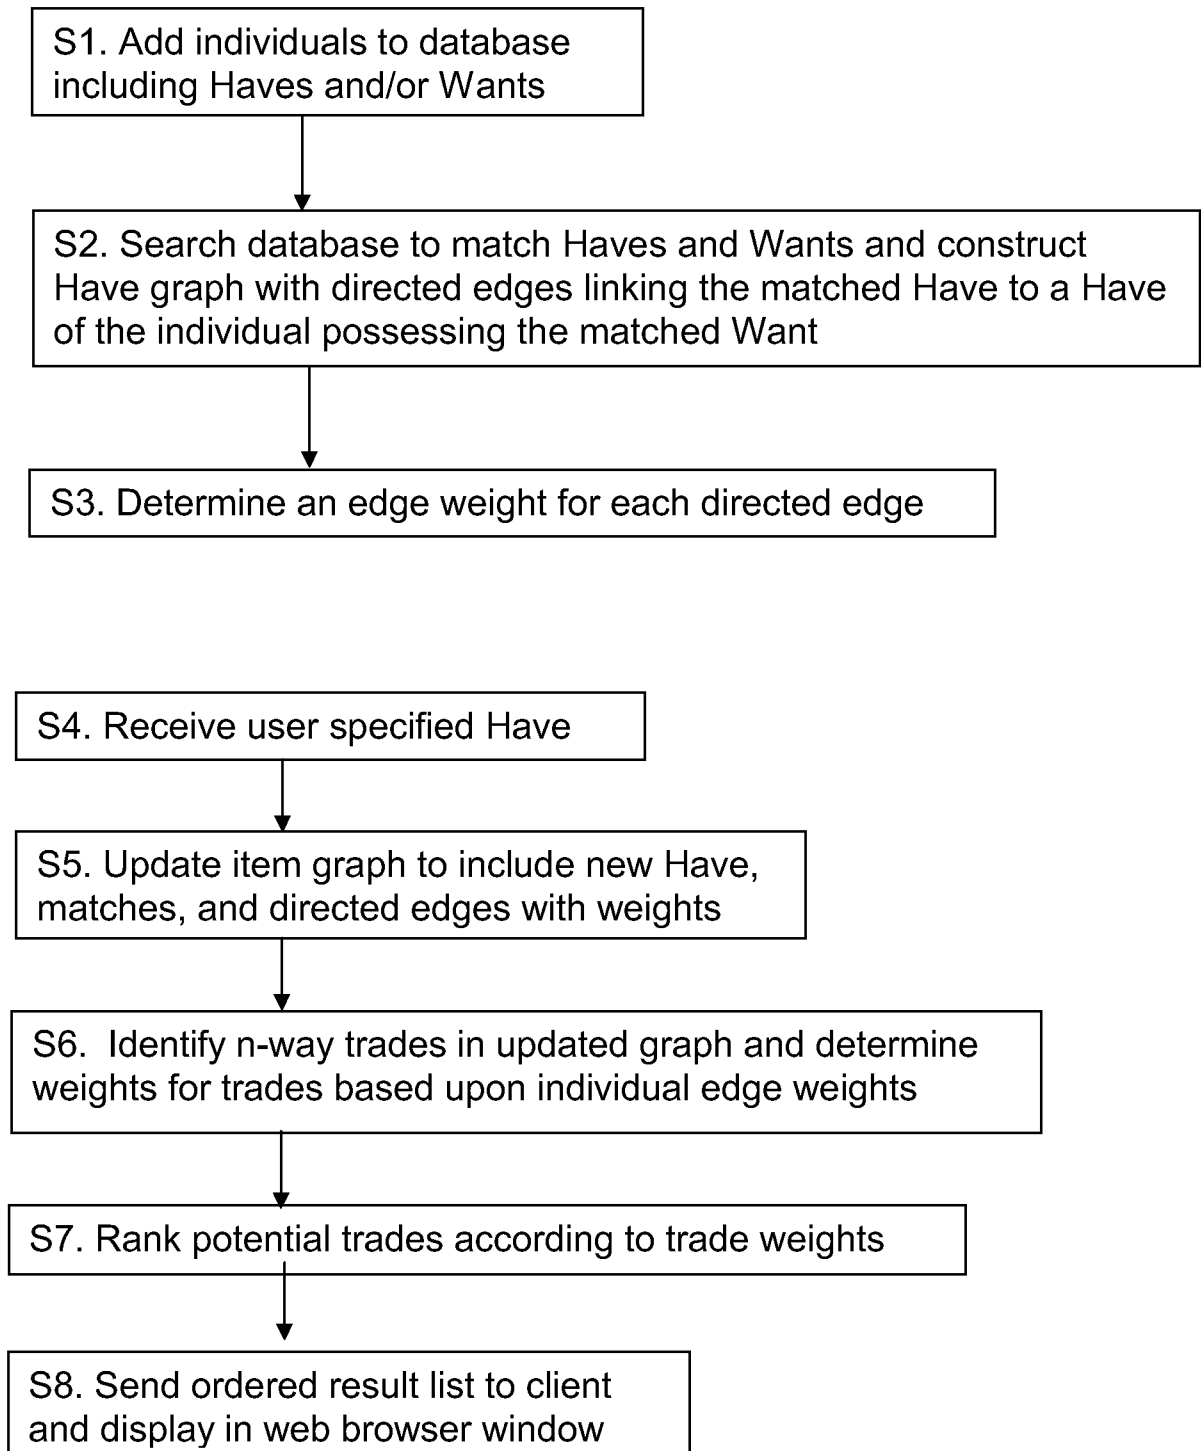 S1. Add individuals to database
including Haves and/or Wants
S2. Search database to match Haves and Wants and construct
Have graph with directed edges linking the matched Have to a Have
of the individual possessing the matched Want
S3. Determine an edge weight for each directed edge
S4. Receive user specified Have
S5. Update item graph to include new Have,
matches, and directed edges with weights
S6.  Identify n-way trades in updated graph and determine
weights for trades based upon individual edge weights
S7. Rank potential trades according to trade weights
S8. Send ordered result list to client
and display in web browser window